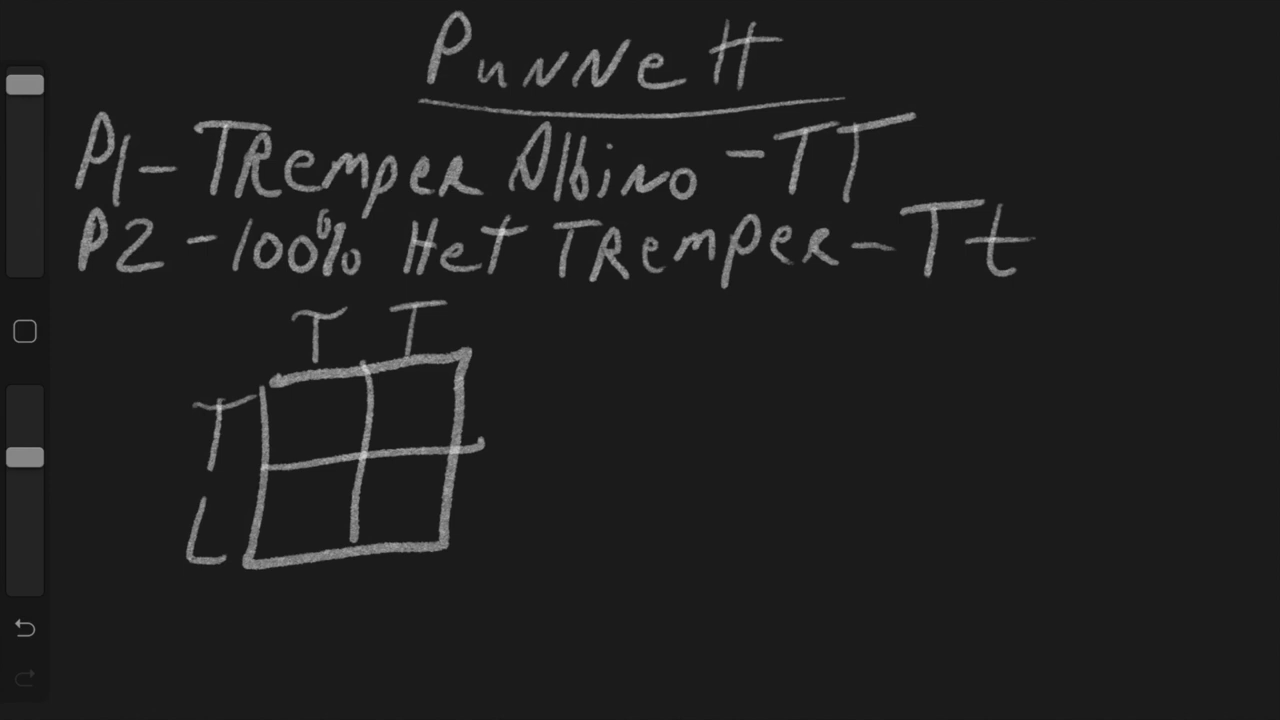 Punnett
P1 - Tremper Albino - TT
P2 - 100% Het Tremper - Tt
T T
T